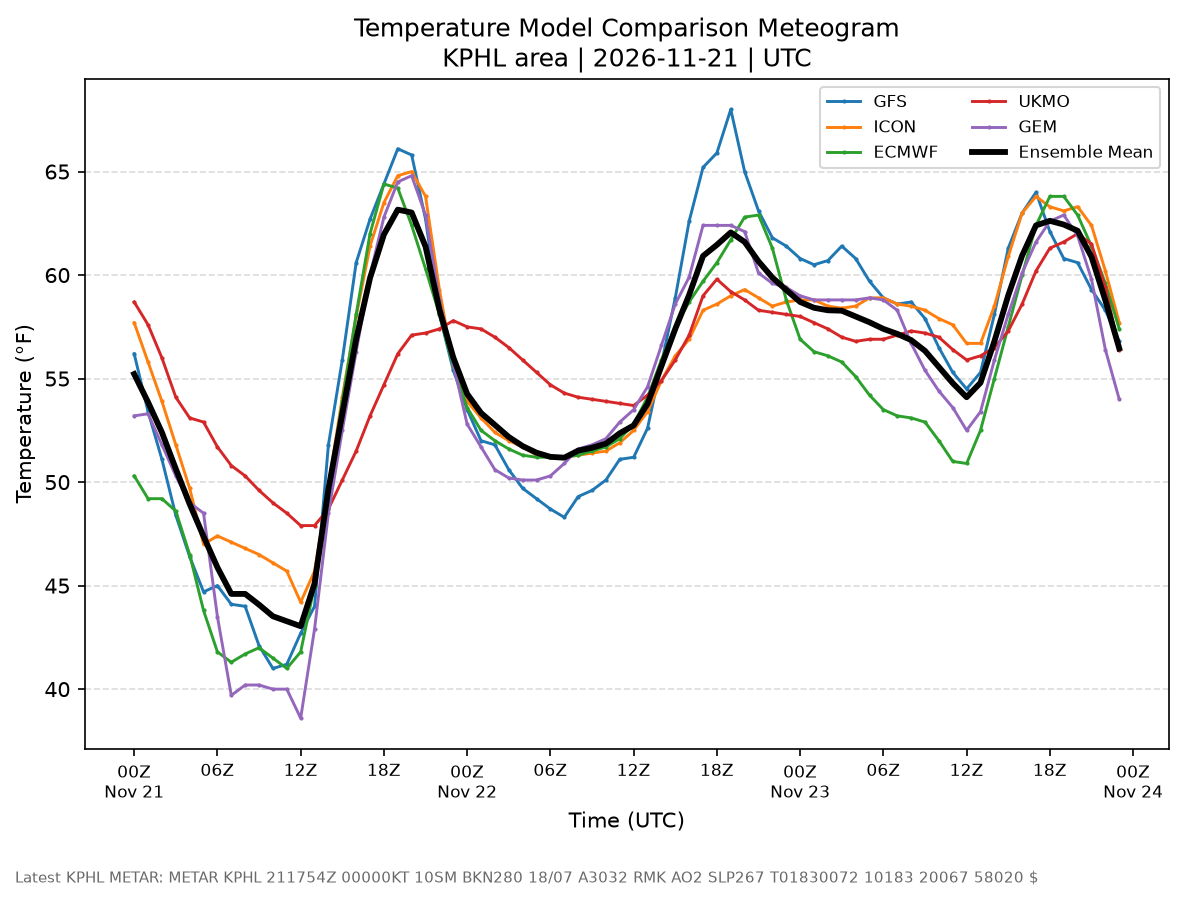 Temperature Model Comparison Meteogram
KPHL area | 2026-11-21 | UTC
GFS
ICON
ECMWF
UKMO
GEM
Ensemble Mean
Temperature (°F)
65
60
55
50
45
40
00Z
Nov 21
06Z
12Z
18Z
00Z
Nov 22
06Z
12Z
18Z
00Z
Nov 23
06Z
12Z
18Z
00Z
Nov 24
Time (UTC)
Latest KPHL METAR: METAR KPHL 211754Z 00000KT 10SM BKN280 18/07 A3032 RMK AO2 SLP267 T01830072 10183 20067 58020 $